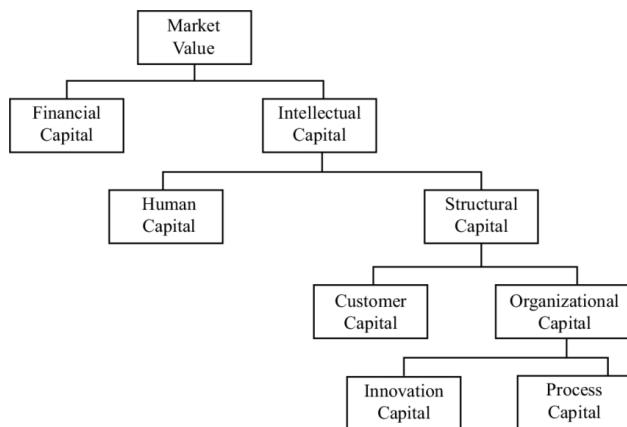 Market
Value
Financial
Capital
Intellectual
Capital
Human
Capital
Structural
Capital
Customer
Capital
Organizational
Capital
Innovation
Capital
Process
Capital